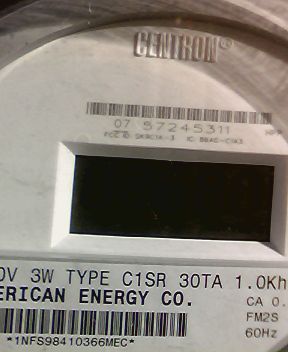 CENTRON®
07 57245311
0V 3W TYPE C1SR 30TA 1.0Kh
ERICAN ENERGY CO.
CA 0.
FM2S
60Hz
*1NFS98410366MEC*